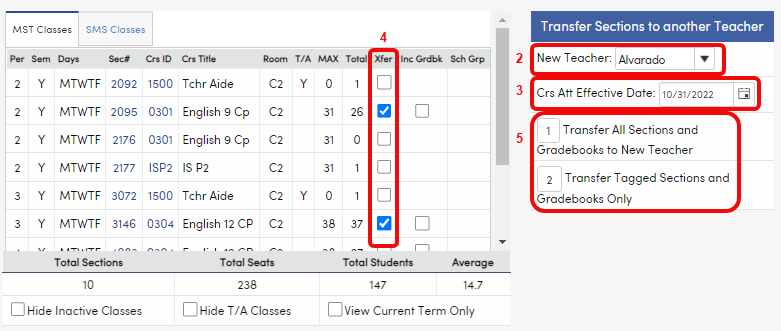 4
MST Classes SMS Classes
Per Sem Days Sec# Crs ID Crs Title Room T/A MAX Total Xfer Inc Grdbk Sch Grp
2 Y MTWTF 2092 1500 Tchr Aide C2 Y 0 1
2 Y MTWTF 2095 0301 English 9 Cp C2 31 26
2 Y MTWTF 2176 0301 English 9 Cp C2 31 0
2 Y MTWTF 2177 ISP2 IS P2 C2 31 1
3 Y MTWTF 3072 1500 Tchr Aide C2 Y 0 1
3 Y MTWTF 3146 0304 English 12 CP C2 38 37
Total Sections Total Seats Total Students Average
10 238 147 14.7
Hide Inactive Classes Hide T/A Classes View Current Term Only
Transfer Sections to another Teacher
2 New Teacher: Alvarado
3 Crs Att Effective Date: 10/31/2022
5
1 Transfer All Sections and
Gradebooks to New Teacher
2 Transfer Tagged Sections and
Gradebooks Only